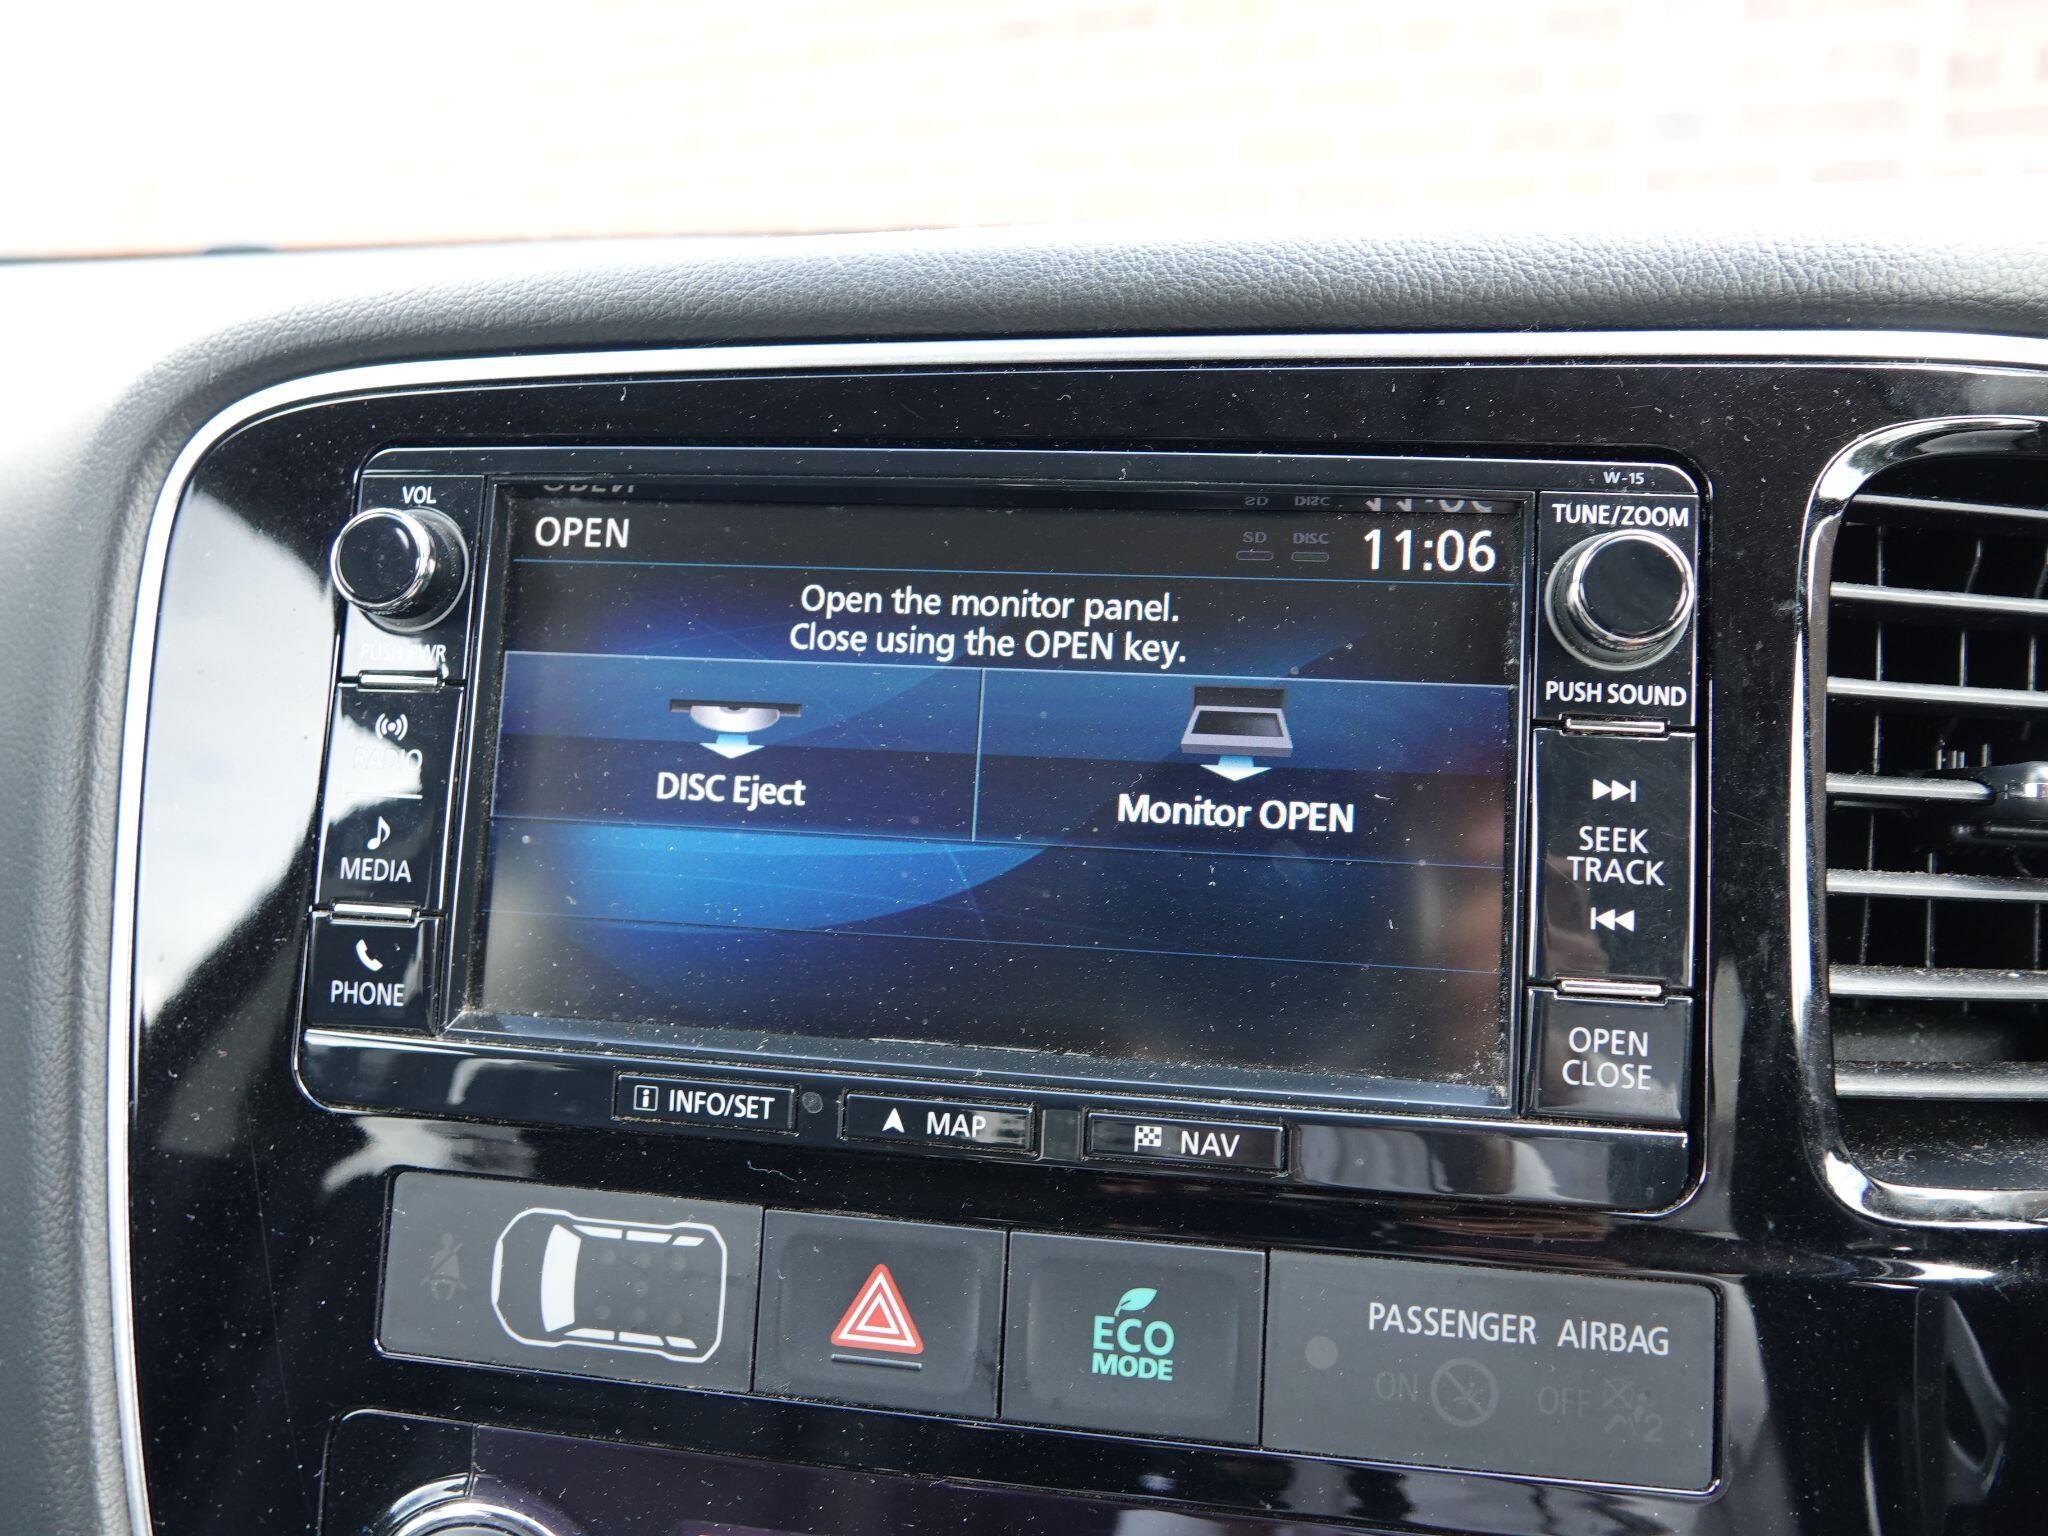 W-15
VOL
TUNE/ZOOM
OPEN
SD DISC 11:06
Open the monitor panel.
Close using the OPEN key.
PUSH PWR
PUSH SOUND
RADIO
DISC Eject
Monitor OPEN
MEDIA
SEEK
TRACK
PHONE
OPEN
CLOSE
INFO/SET
MAP
NAV
ECO
MODE
PASSENGER AIRBAG
ON OFF 2